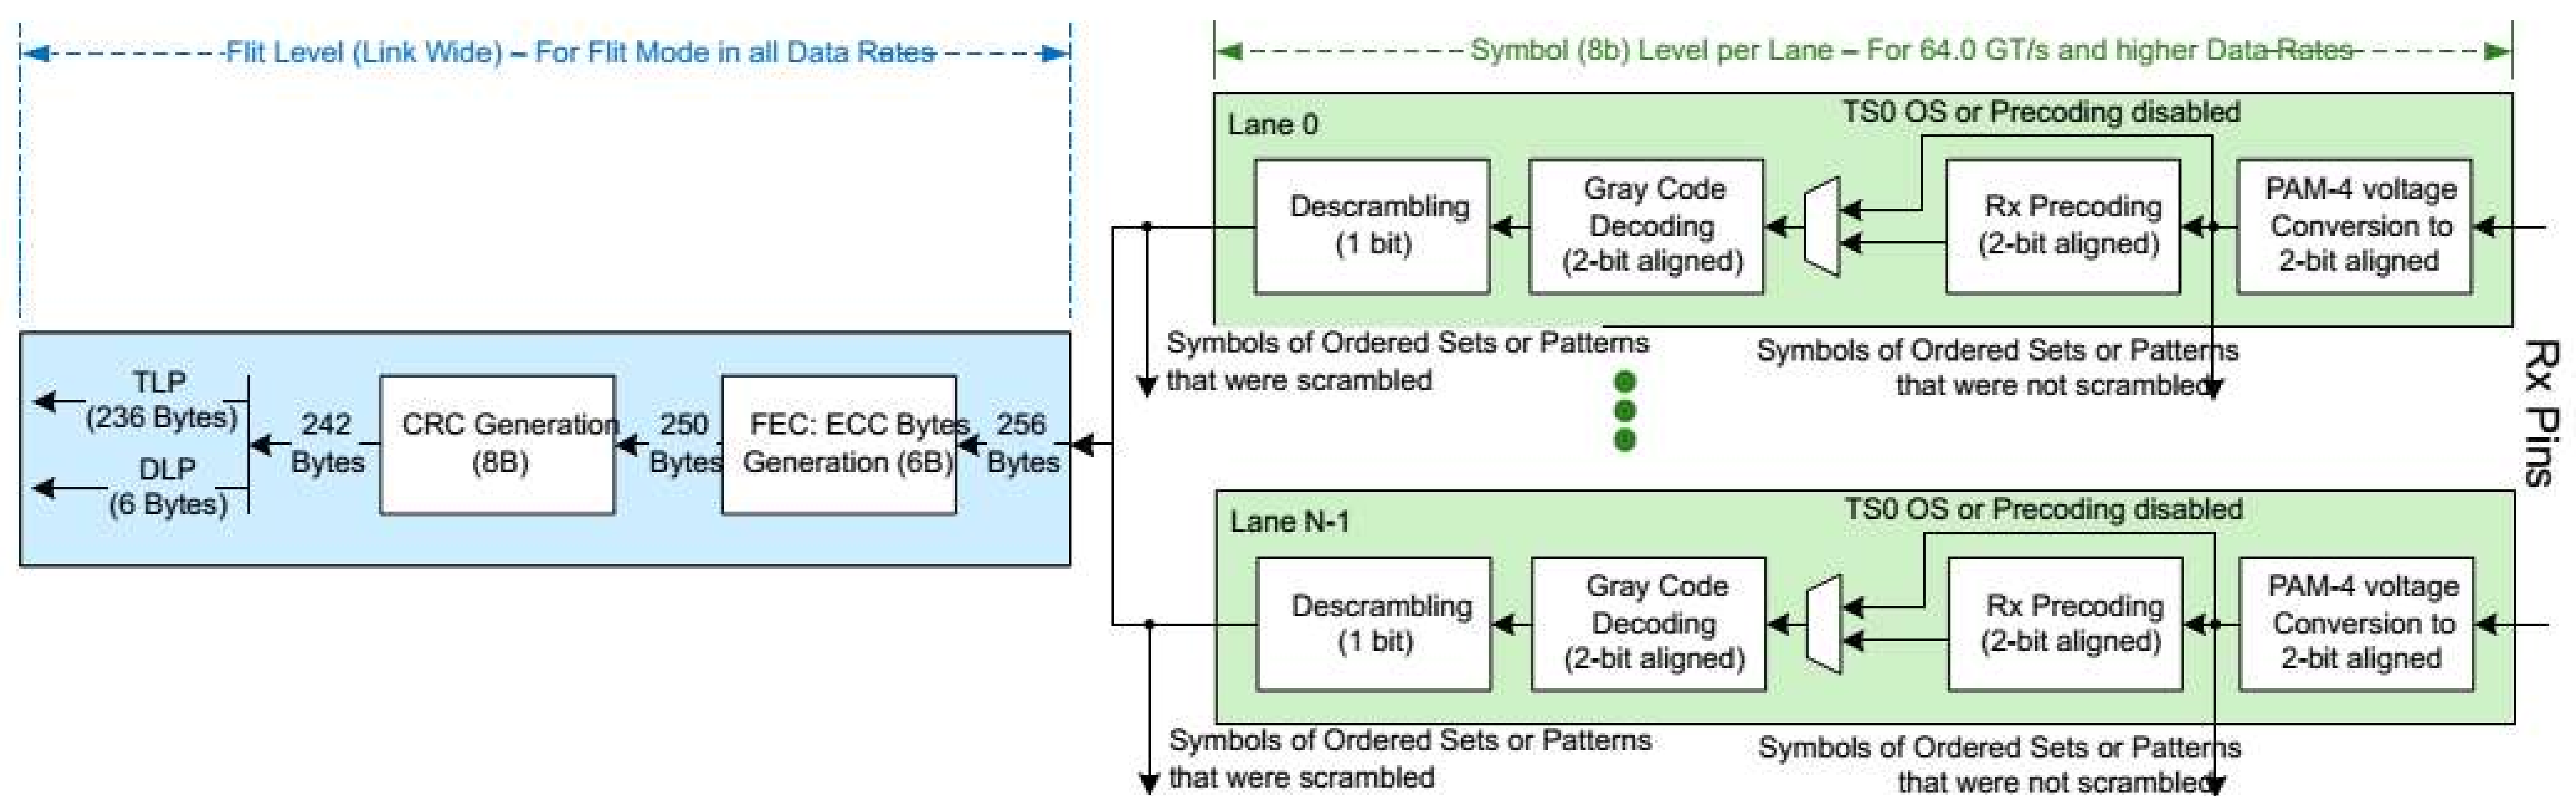 Flit Level (Link Wide) – For Flit Mode in all Data Rates
Symbol (8b) Level per Lane – For 64.0 GT/s and higher Data Rates
Lane 0
TS0 OS or Precoding disabled
Descrambling
(1 bit)
Gray Code
Decoding
(2-bit aligned)
Rx Precoding
(2-bit aligned)
PAM-4 voltage
Conversion to
2-bit aligned
Symbols of Ordered Sets or Patterns
that were scrambled
Symbols of Ordered Sets or Patterns
that were not scrambled
Rx Pins
TLP
(236 Bytes)
DLP
(6 Bytes)
242
Bytes
CRC Generation
(8B)
250
Bytes
FEC: ECC Bytes
Generation (6B)
256
Bytes
Lane N-1
TS0 OS or Precoding disabled
Descrambling
(1 bit)
Gray Code
Decoding
(2-bit aligned)
Rx Precoding
(2-bit aligned)
PAM-4 voltage
Conversion to
2-bit aligned
Symbols of Ordered Sets or Patterns
that were scrambled
Symbols of Ordered Sets or Patterns
that were not scrambled